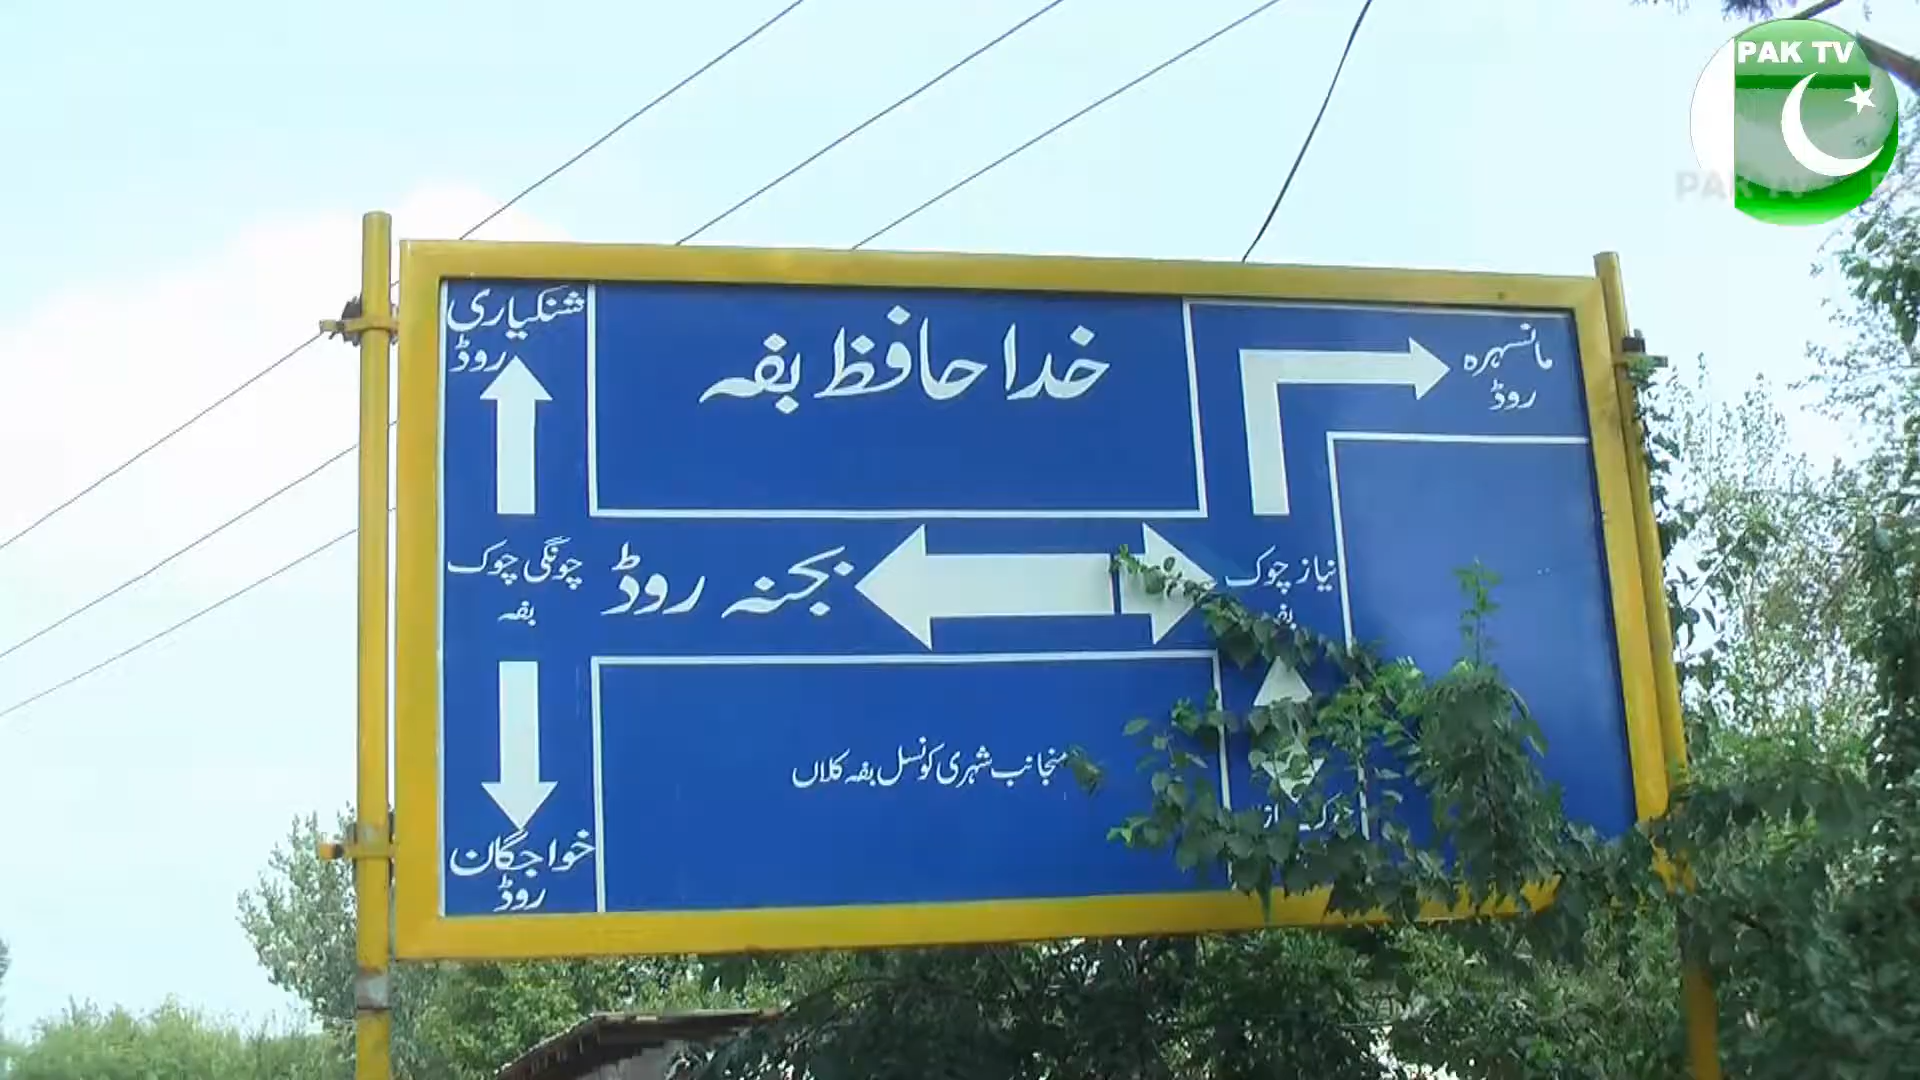 PAK TV
شنکیاری
روڈ
خدا حافظ بفہ
مانسہرہ
روڈ
چونگی چوک
بفہ
بجنہ روڈ
نیاز چوک
بفہ
منجانب شہری کونسل بفہ کلاں
چوک
خواجگان
روڈ